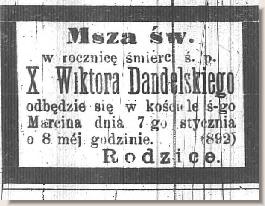 Msza św.
w rocznicę śmierci ś. p.
X Wiktora Dandelskiego
odbędzie się w kościele ś-go
Marcina dnia 7-go stycznia
o 8 méj godzinie. (892)
Rodzice.